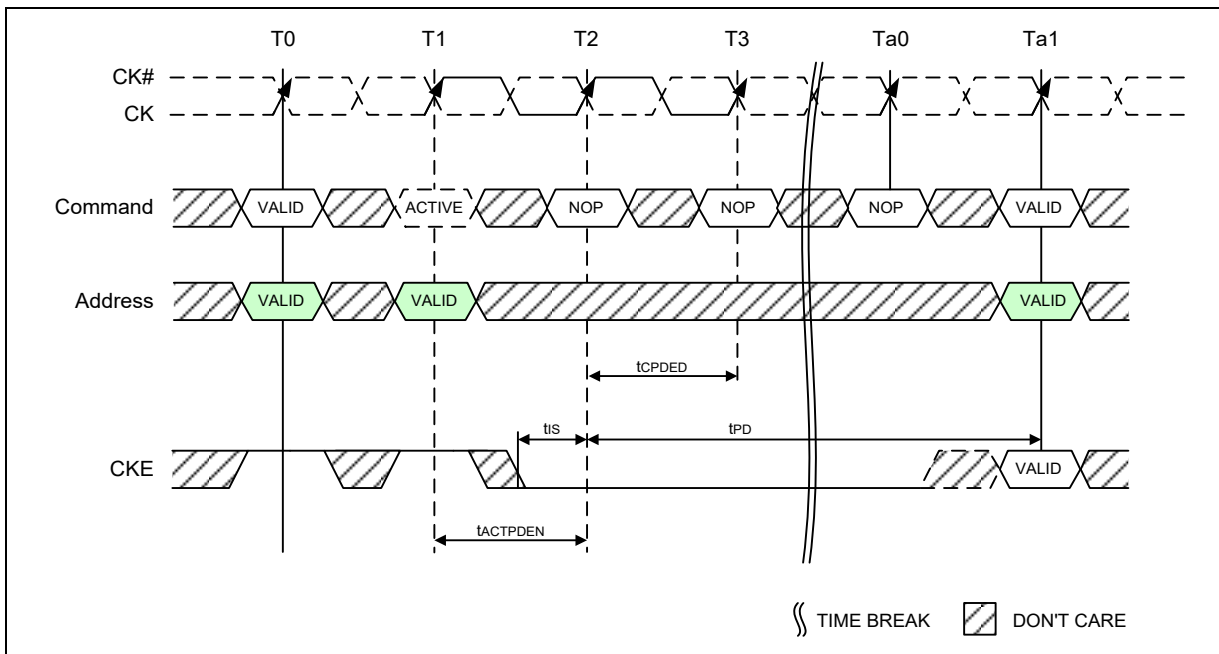 T0 T1 T2 T3 Ta0 Ta1
CK#
CK
Command VALID ACTIVE NOP NOP NOP VALID
Address VALID VALID VALID
tCPDED
tIS tPD
CKE VALID
tACTPDEN
TIME BREAK DON'T CARE